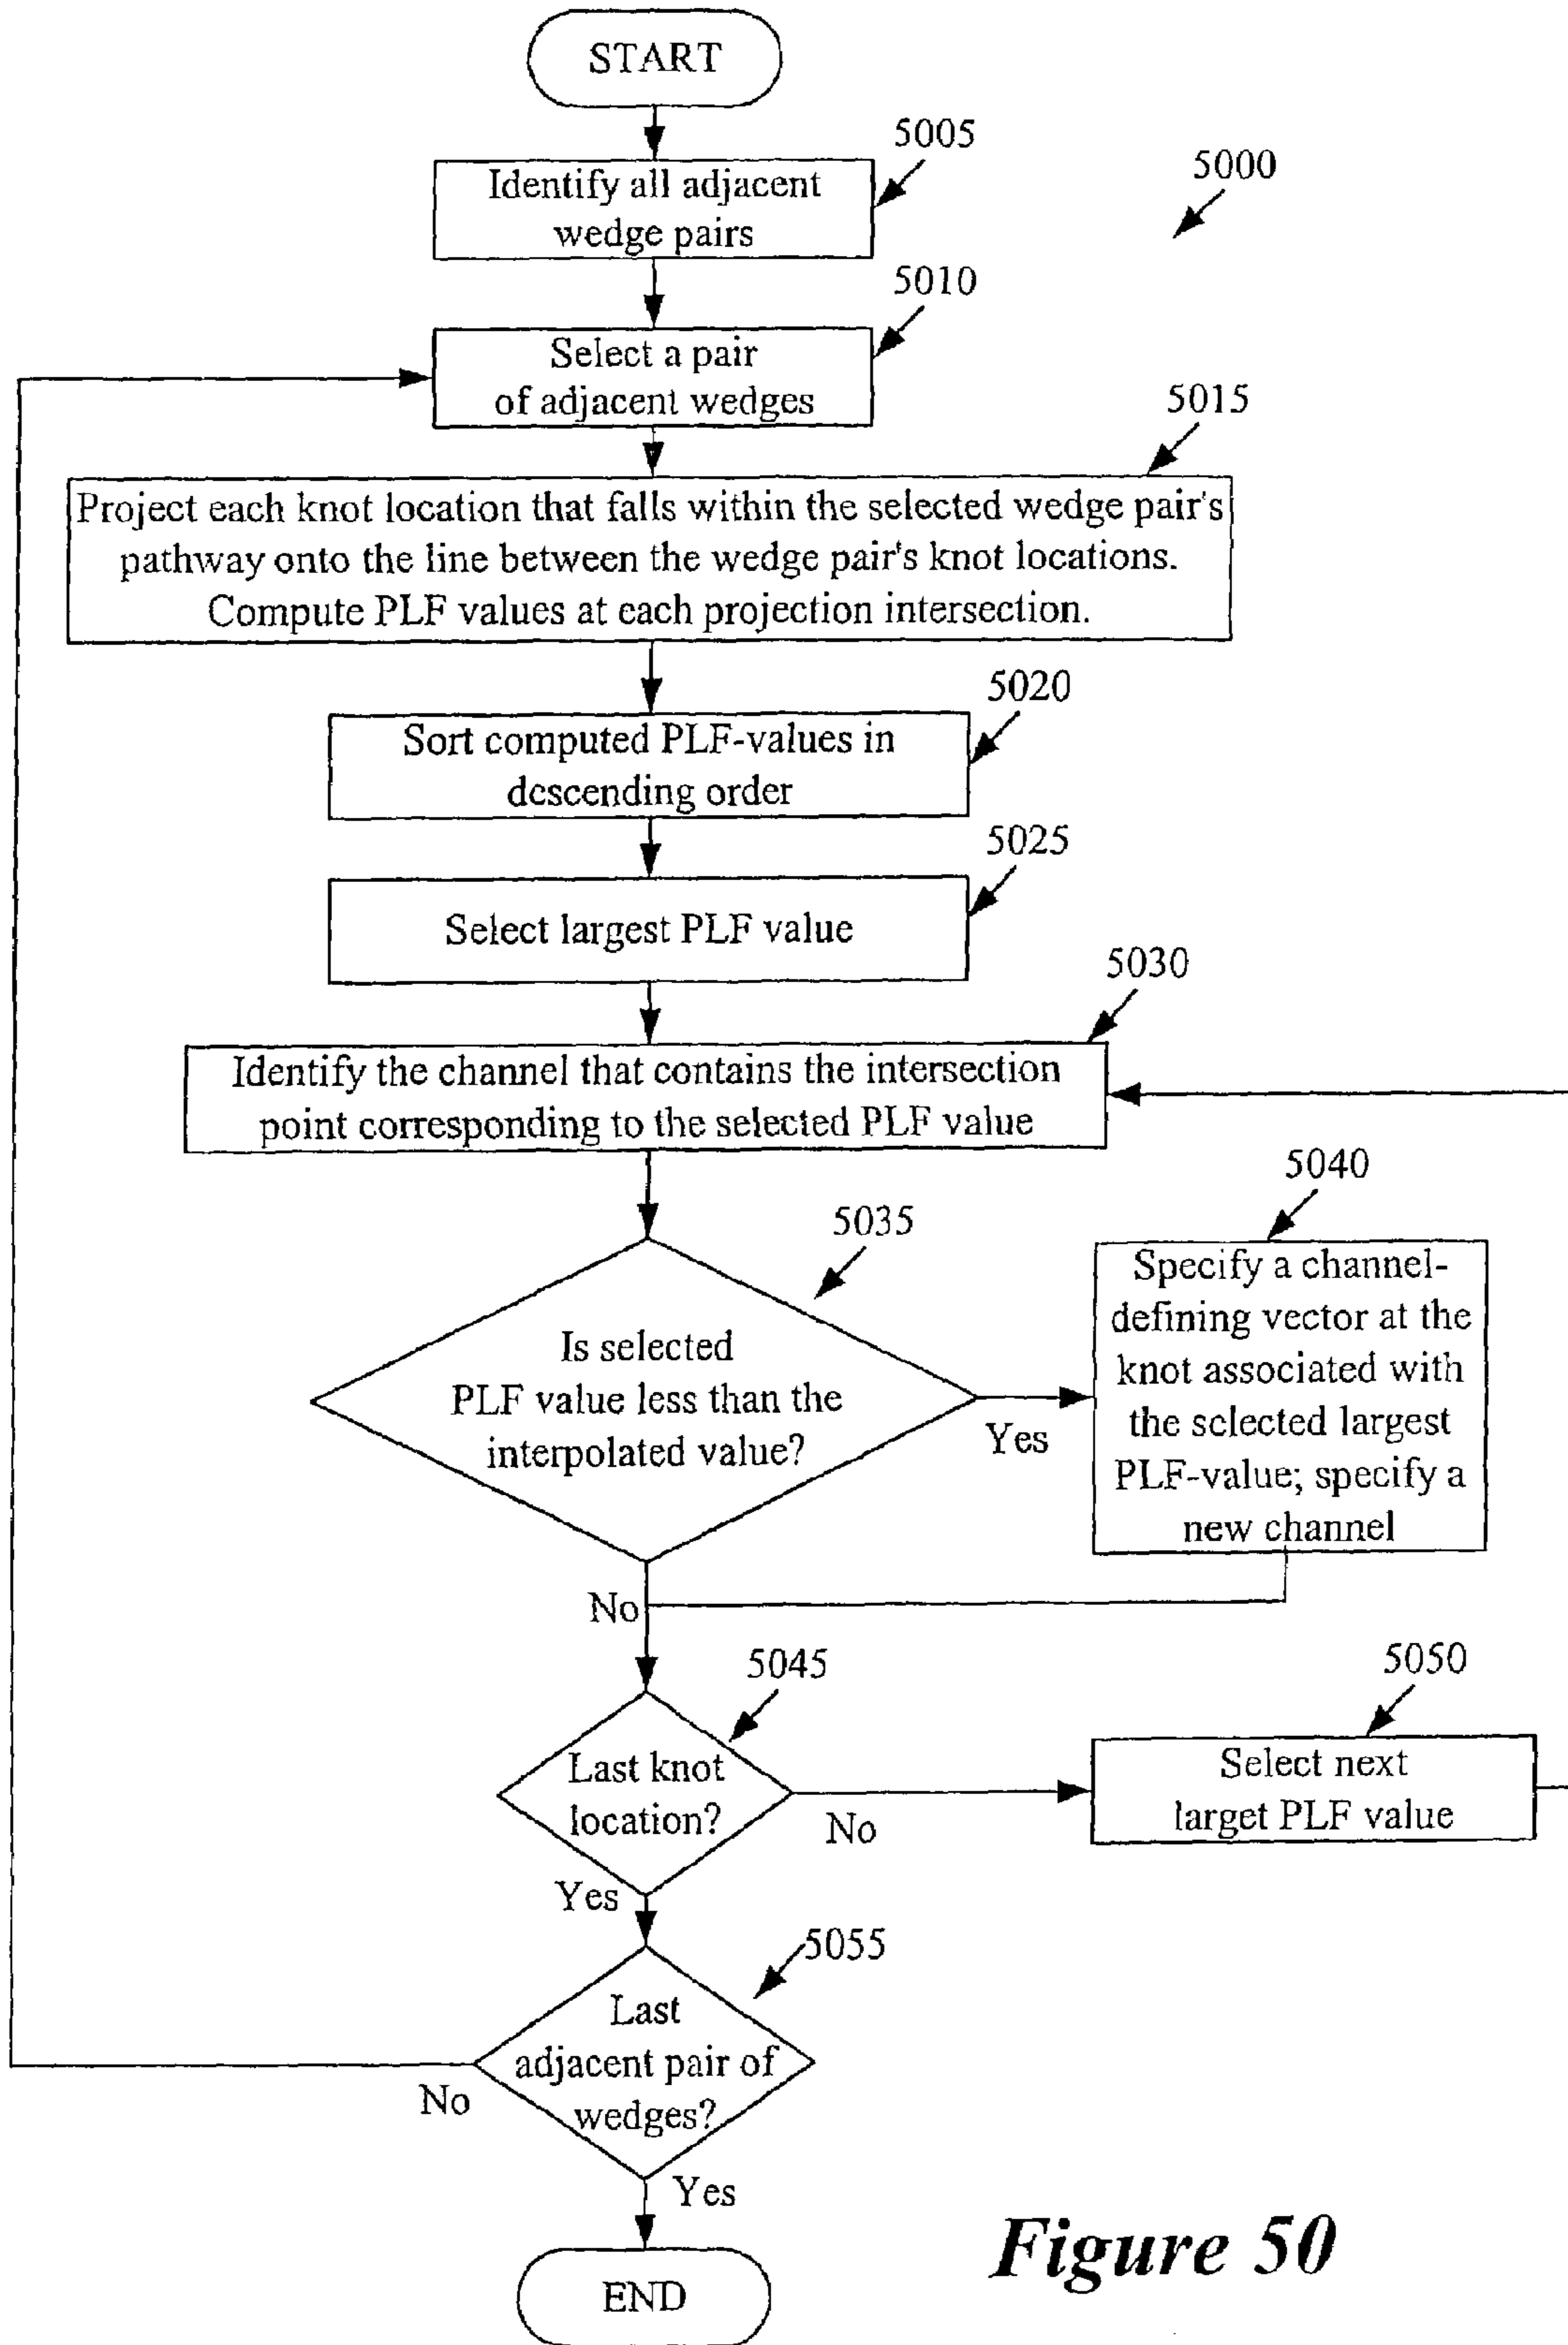 START
5005
5000
Identify all adjacent
wedge pairs
5010
Select a pair
of adjacent wedges
5015
Project each knot location that falls within the selected wedge pair's
pathway onto the line between the wedge pair's knot locations.
Compute PLF values at each projection intersection.
5020
Sort computed PLF-values in
descending order
5025
Select largest PLF value
5030
Identify the channel that contains the intersection
point corresponding to the selected PLF value
5035
Is selected
PLF value less than the
interpolated value?
Yes
5040
Specify a channel-
defining vector at the
knot associated with
the selected largest
PLF-value; specify a
new channel
No
5045
Last knot
location?
No
5050
Select next
larget PLF value
Yes
5055
Last
adjacent pair of
wedges?
No
Yes
END
Figure 50